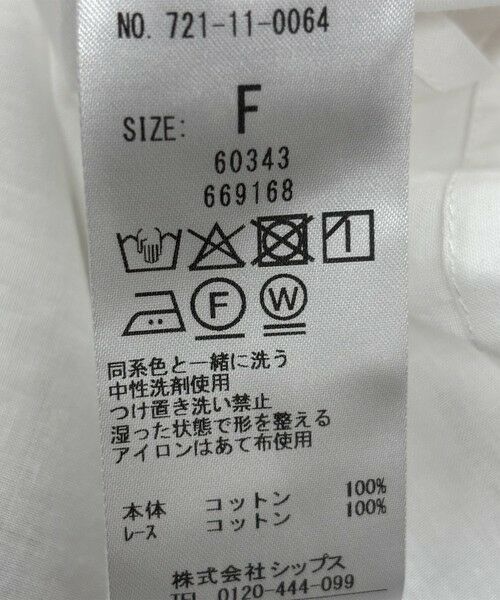 NO. 721-11-0064
SIZE: F
60343
669168
F W
同系色と一緒に洗う
中性洗剤使用
つけ置き洗い禁止
湿った状態で形を整える
アイロンはあて布使用
本体 コットン 100%
レース コットン 100%
株式会社シップス
TEL 0120-444-099